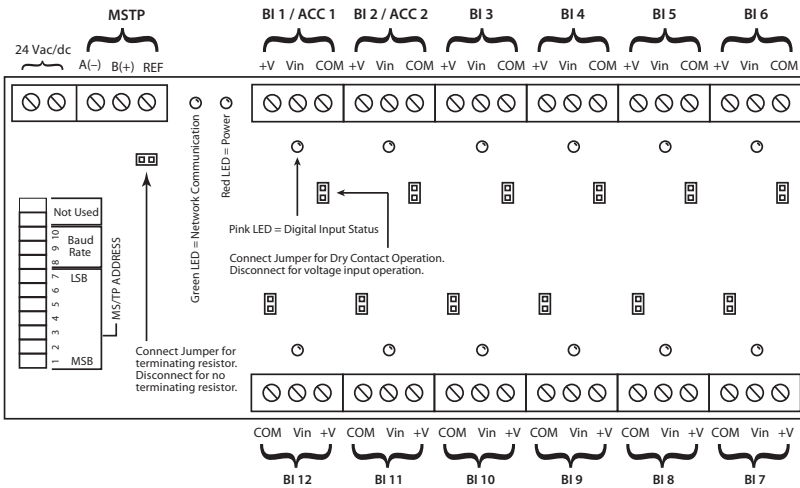 MSTP
BI 1 / ACC 1 BI 2 / ACC 2 BI 3 BI 4 BI 5 BI 6
24 Vac/dc
A(–) B(+) REF
+V Vin COM +V Vin COM +V Vin COM +V Vin COM +V Vin COM +V Vin COM
Green LED = Network Communication
Red LED = Power
Not Used
Baud
Rate
LSB
MSB
10
9
8
7
6
5
4
3
2
1
MS/TP ADDRESS
Pink LED = Digital Input Status
Connect Jumper for Dry Contact Operation.
Disconnect for voltage input operation.
Connect Jumper for
terminating resistor.
Disconnect for no
terminating resistor.
COM Vin +V COM Vin +V COM Vin +V COM Vin +V COM Vin +V COM Vin +V
BI 12 BI 11 BI 10 BI 9 BI 8 BI 7